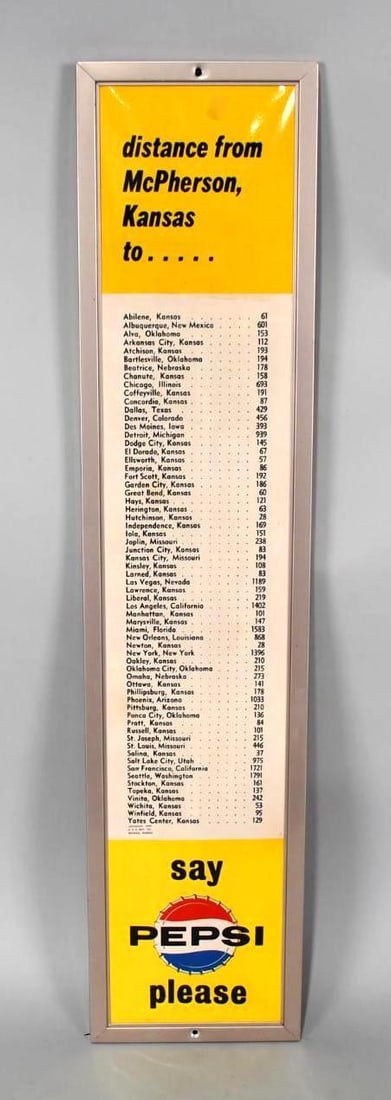 distance from
McPherson,
Kansas
to.....
Abilene, Kansas 61
Albuquerque, New Mexico 601
Alva, Oklahoma 153
Arkansas City, Kansas 112
Atchison, Kansas 193
Bartlesville, Oklahoma 194
Beatrice, Nebraska 178
Chanute, Kansas 158
Chicago, Illinois 693
Coffeyville, Kansas 191
Concordia, Kansas 87
Dallas, Texas 429
Denver, Colorado 456
Des Moines, Iowa 393
Detroit, Michigan 939
Dodge City, Kansas 145
El Dorado, Kansas 67
Ellsworth, Kansas 57
Emporia, Kansas 86
Fort Scott, Kansas 192
Garden City, Kansas 186
Great Bend, Kansas 60
Hays, Kansas 121
Herington, Kansas 63
Hutchinson, Kansas 28
Independence, Kansas 169
Iola, Kansas 151
Joplin, Missouri 238
Junction City, Kansas 83
Kansas City, Missouri 194
Kinsley, Kansas 108
Larned, Kansas 83
Las Vegas, Nevada 1189
Lawrence, Kansas 159
Liberal, Kansas 219
Los Angeles, California 1402
Manhattan, Kansas 101
Marysville, Kansas 147
Miami, Florida 1583
New Orleans, Louisiana 868
Newton, Kansas 28
New York, New York 1396
Oakley, Kansas 210
Oklahoma City, Oklahoma 215
Omaha, Nebraska 273
Ottawa, Kansas 141
Phillipsburg, Kansas 178
Phoenix, Arizona 1033
Pittsburg, Kansas 210
Ponca City, Oklahoma 136
Pratt, Kansas 84
Russell, Kansas 101
St. Joseph, Missouri 215
St. Louis, Missouri 446
Salina, Kansas 37
Salt Lake City, Utah 975
San Francisco, California 1721
Seattle, Washington 1791
Stockton, Kansas 161
Topeka, Kansas 137
Vinita, Oklahoma 242
Wichita, Kansas 53
Winfield, Kansas 95
Yates Center, Kansas 129
say
PEPSI
please